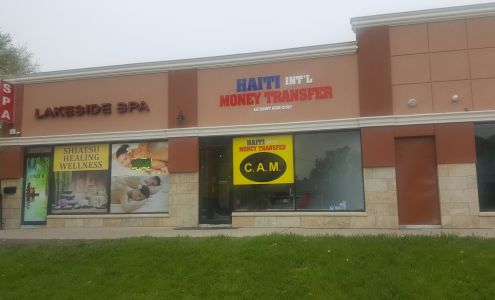 SPA
LAKESIDE SPA
SHIATSU
HEALING
WELLNESS
HAITI INT'L
MONEY TRANSFER
HAITI
MONEY TRANSFER
C.A.M.